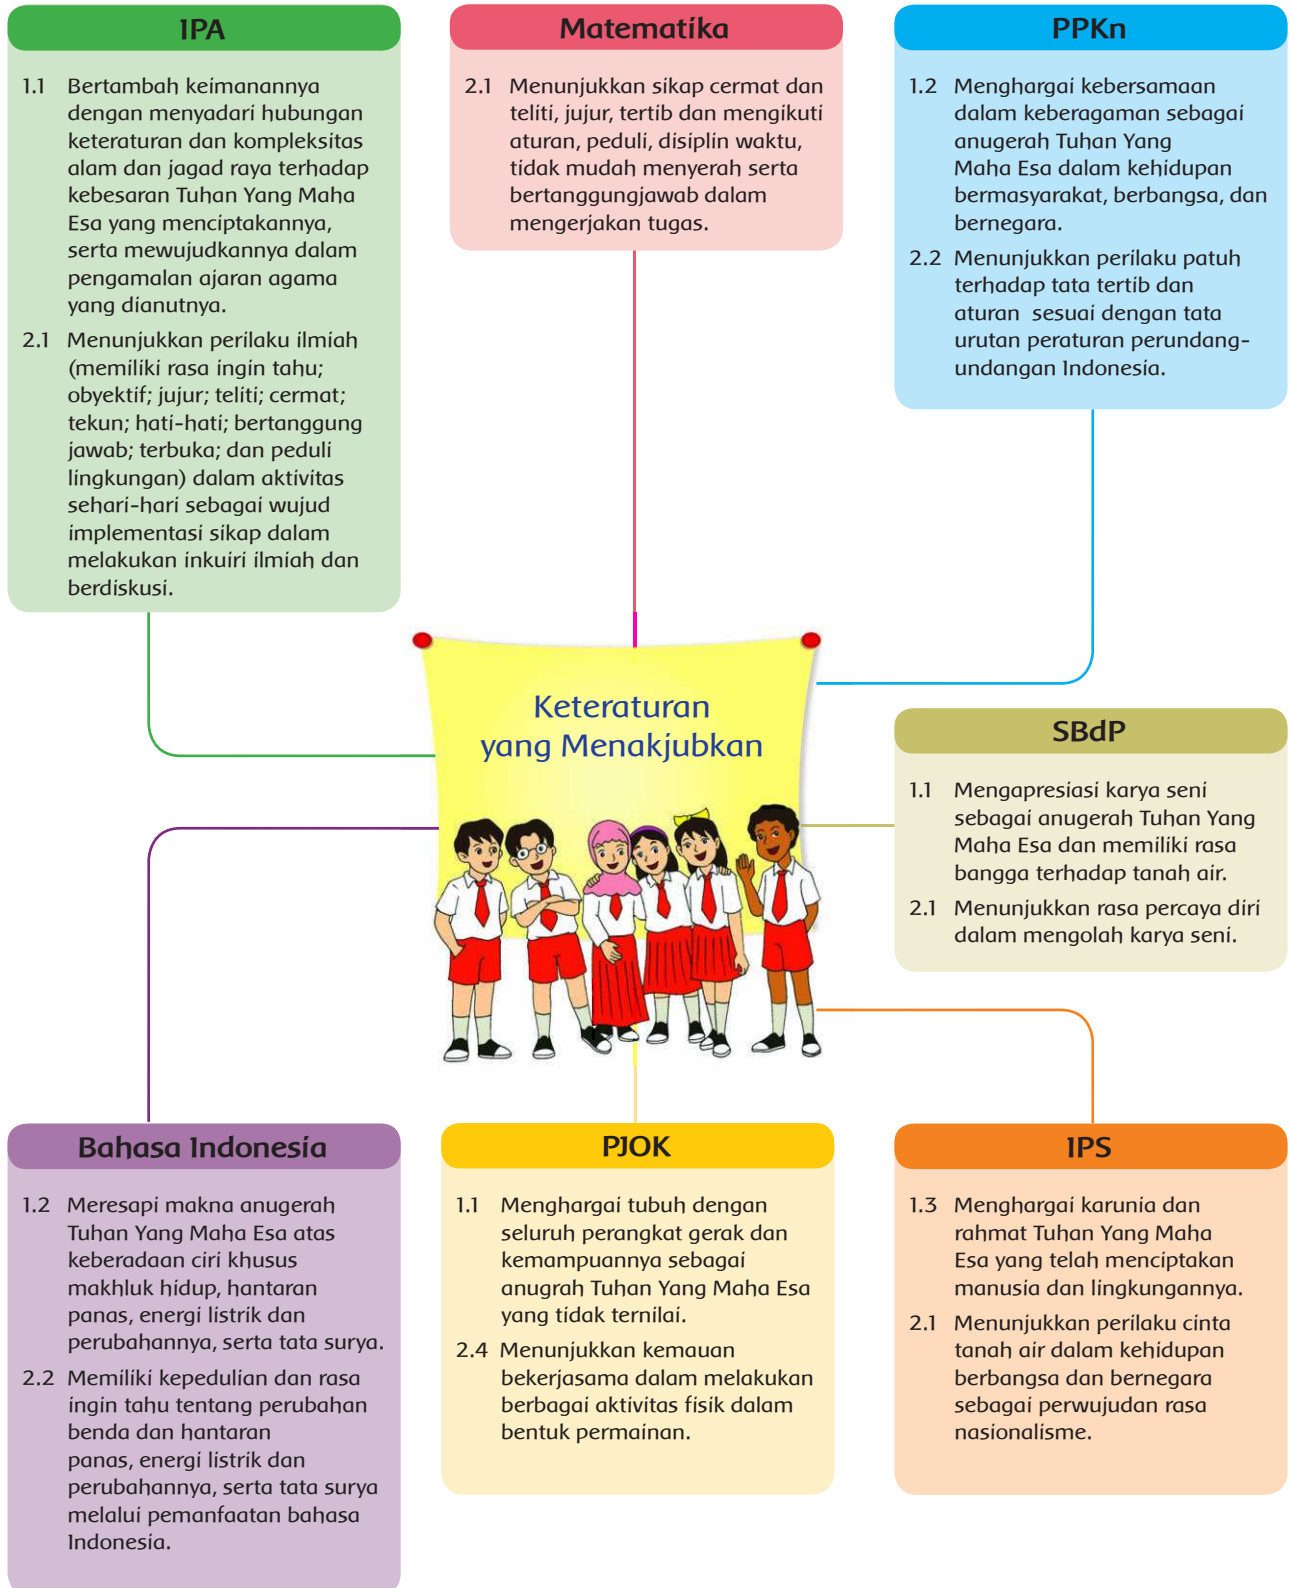 IPA
1.1 Bertambah keimanannya
dengan menyadari hubungan
keteraturan dan kompleksitas
alam dan jagad raya terhadap
kebesaran Tuhan Yang Maha
Esa yang menciptakannya,
serta mewujudkannya dalam
pengamalan ajaran agama
yang dianutnya.
2.1 Menunjukkan perilaku ilmiah
(memiliki rasa ingin tahu;
obyektif; jujur; teliti; cermat;
tekun; hati-hati; bertanggung
jawab; terbuka; dan peduli
lingkungan) dalam aktivitas
sehari-hari sebagai wujud
implementasi sikap dalam
melakukan inkuiri ilmiah dan
berdiskusi.
Matematika
2.1 Menunjukkan sikap cermat dan
teliti, jujur, tertib dan mengikuti
aturan, peduli, disiplin waktu,
tidak mudah menyerah serta
bertanggungjawab dalam
mengerjakan tugas.
PPKn
1.2 Menghargai kebersamaan
dalam keberagaman sebagai
anugerah Tuhan Yang
Maha Esa dalam kehidupan
bermasyarakat, berbangsa, dan
bernegara.
2.2 Menunjukkan perilaku patuh
terhadap tata tertib dan
aturan sesuai dengan tata
urutan peraturan perundang-
undangan Indonesia.
Keteraturan
yang Menakjubkan
SBdP
1.1 Mengapresiasi karya seni
sebagai anugerah Tuhan Yang
Maha Esa dan memiliki rasa
bangga terhadap tanah air.
2.1 Menunjukkan rasa percaya diri
dalam mengolah karya seni.
Bahasa Indonesia
1.2 Meresapi makna anugerah
Tuhan Yang Maha Esa atas
keberadaan ciri khusus
makhluk hidup, hantaran
panas, energi listrik dan
perubahannya, serta tata surya.
2.2 Memiliki kepedulian dan rasa
ingin tahu tentang perubahan
benda dan hantaran
panas, energi listrik dan
perubahannya, serta tata surya
melalui pemanfaatan bahasa
Indonesia.
PJOK
1.1 Menghargai tubuh dengan
seluruh perangkat gerak dan
kemampuannya sebagai
anugrah Tuhan Yang Maha Esa
yang tidak ternilai.
2.4 Menunjukkan kemauan
bekerjasama dalam melakukan
berbagai aktivitas fisik dalam
bentuk permainan.
IPS
1.3 Menghargai karunia dan
rahmat Tuhan Yang Maha
Esa yang telah menciptakan
manusia dan lingkungannya.
2.1 Menunjukkan perilaku cinta
tanah air dalam kehidupan
berbangsa dan bernegara
sebagai perwujudan rasa
nasionalisme.